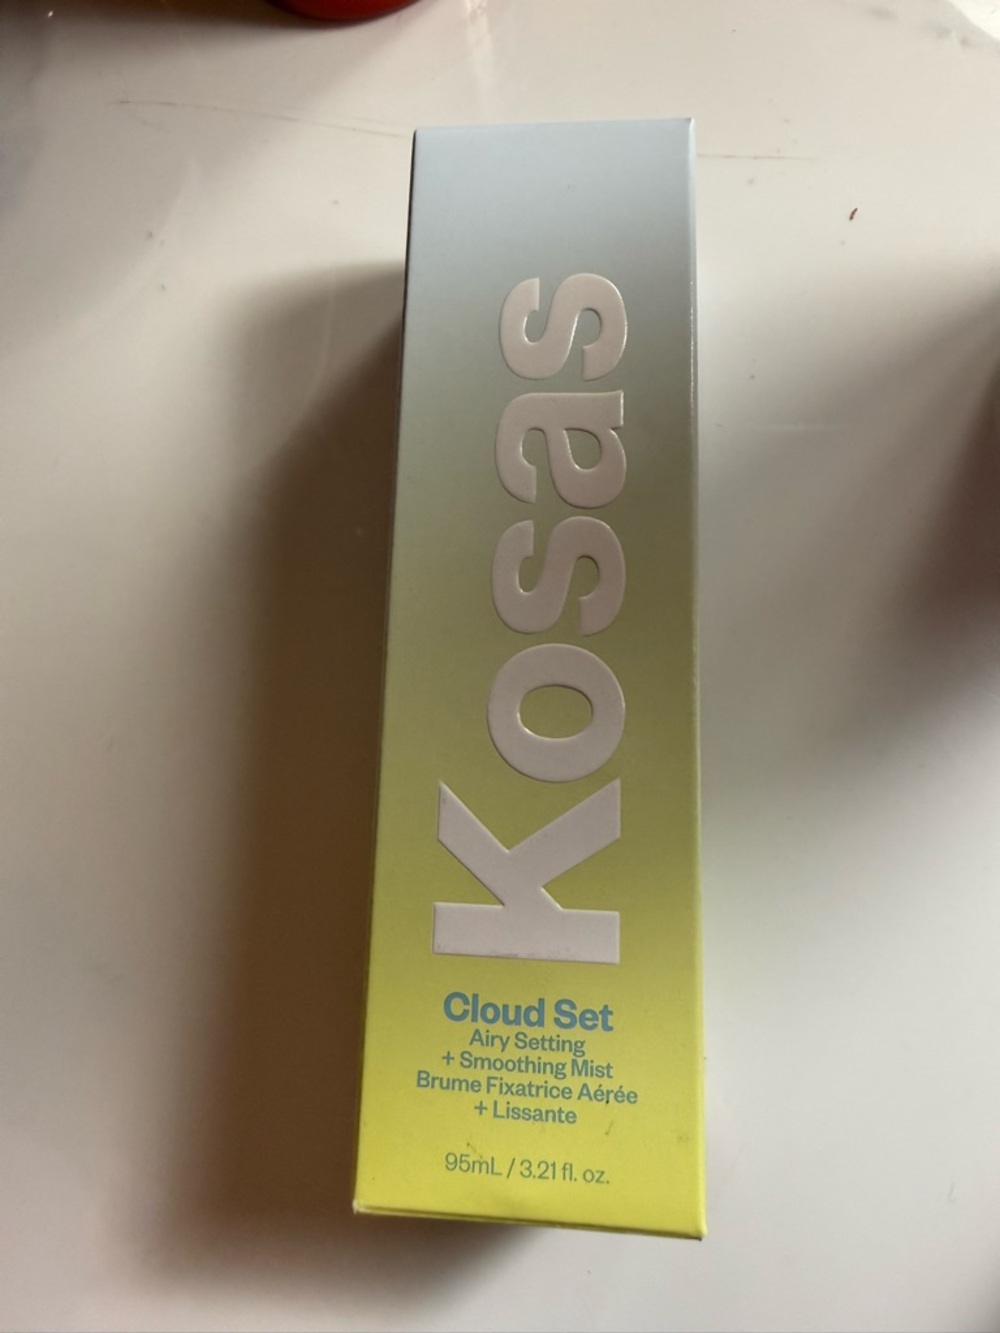 Kosas
Cloud Set
Airy Setting
+ Smoothing Mist
Brume Fixatrice Aérée
+ Lissante
95mL / 3.21 fl. oz.